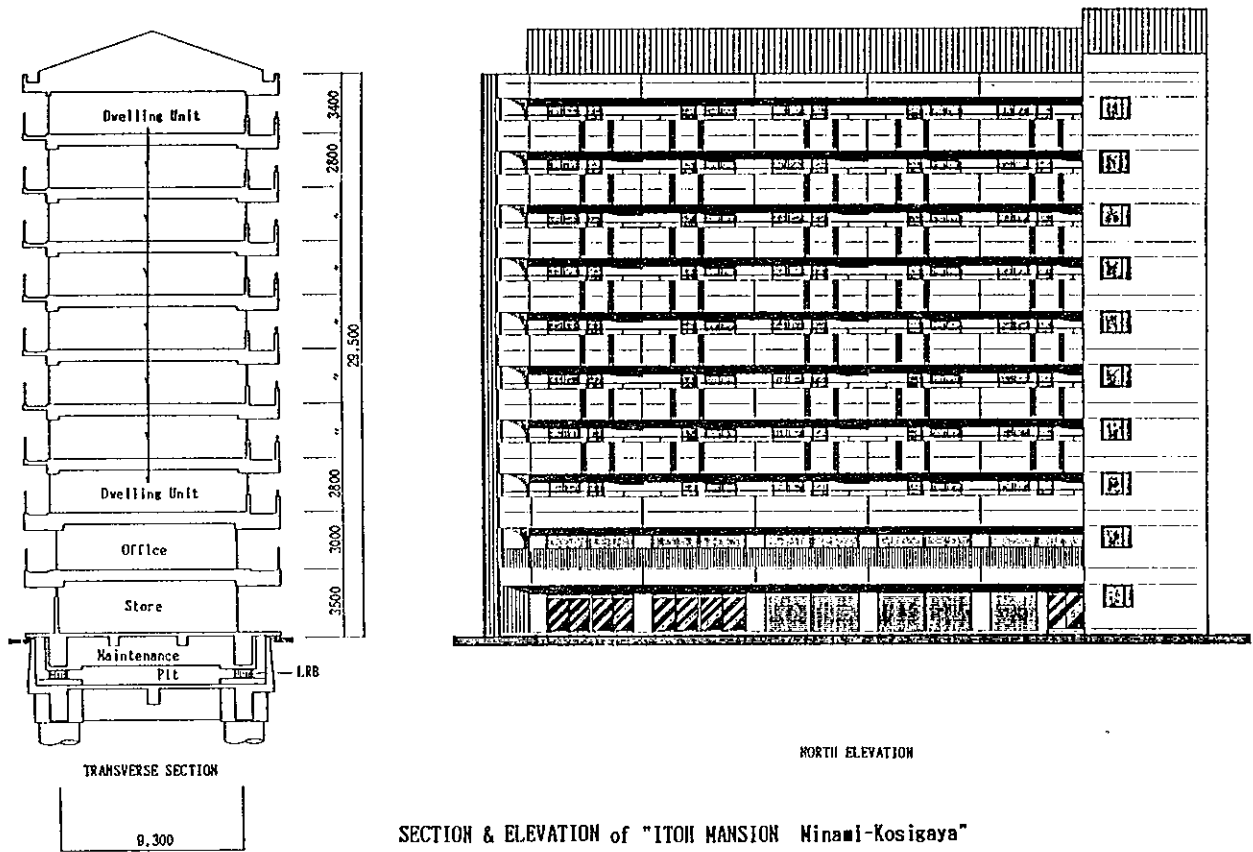 Dwelling Unit
3400
2800
"
"
"
"
"
29.500
Dwelling Unit
2800
Office
3000
Store
3500
Maintenance
Pit
LRB
TRANSVERSE SECTION
9.300
NORTH ELEVATION
SECTION & ELEVATION of "ITOH MANSION Minami-Kosigaya"